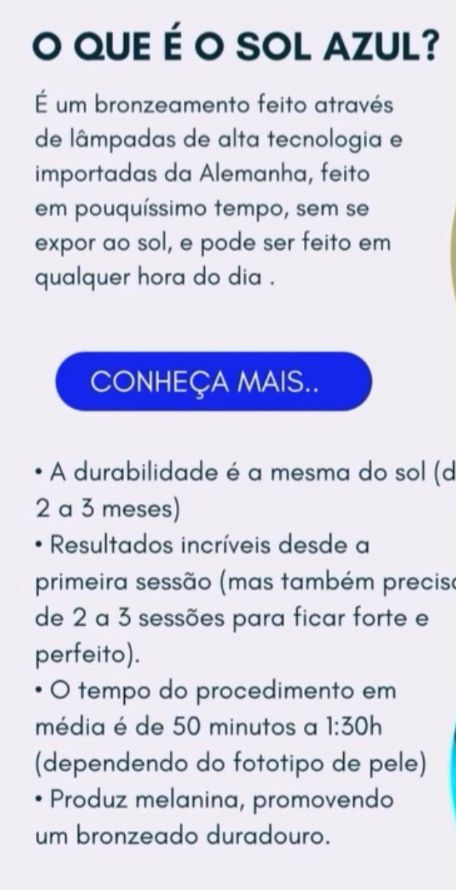 O QUE É O SOL AZUL?
É um bronzeamento feito através
de lâmpadas de alta tecnologia e
importadas da Alemanha, feito
em pouquíssimo tempo, sem se
expor ao sol, e pode ser feito em
qualquer hora do dia .
CONHEÇA MAIS..
• A durabilidade é a mesma do sol (d
2 a 3 meses)
• Resultados incríveis desde a
primeira sessão (mas também precisa
de 2 a 3 sessões para ficar forte e
perfeito).
• O tempo do procedimento em
média é de 50 minutos a 1:30h
(dependendo do fototipo de pele)
• Produz melanina, promovendo
um bronzeado duradouro.